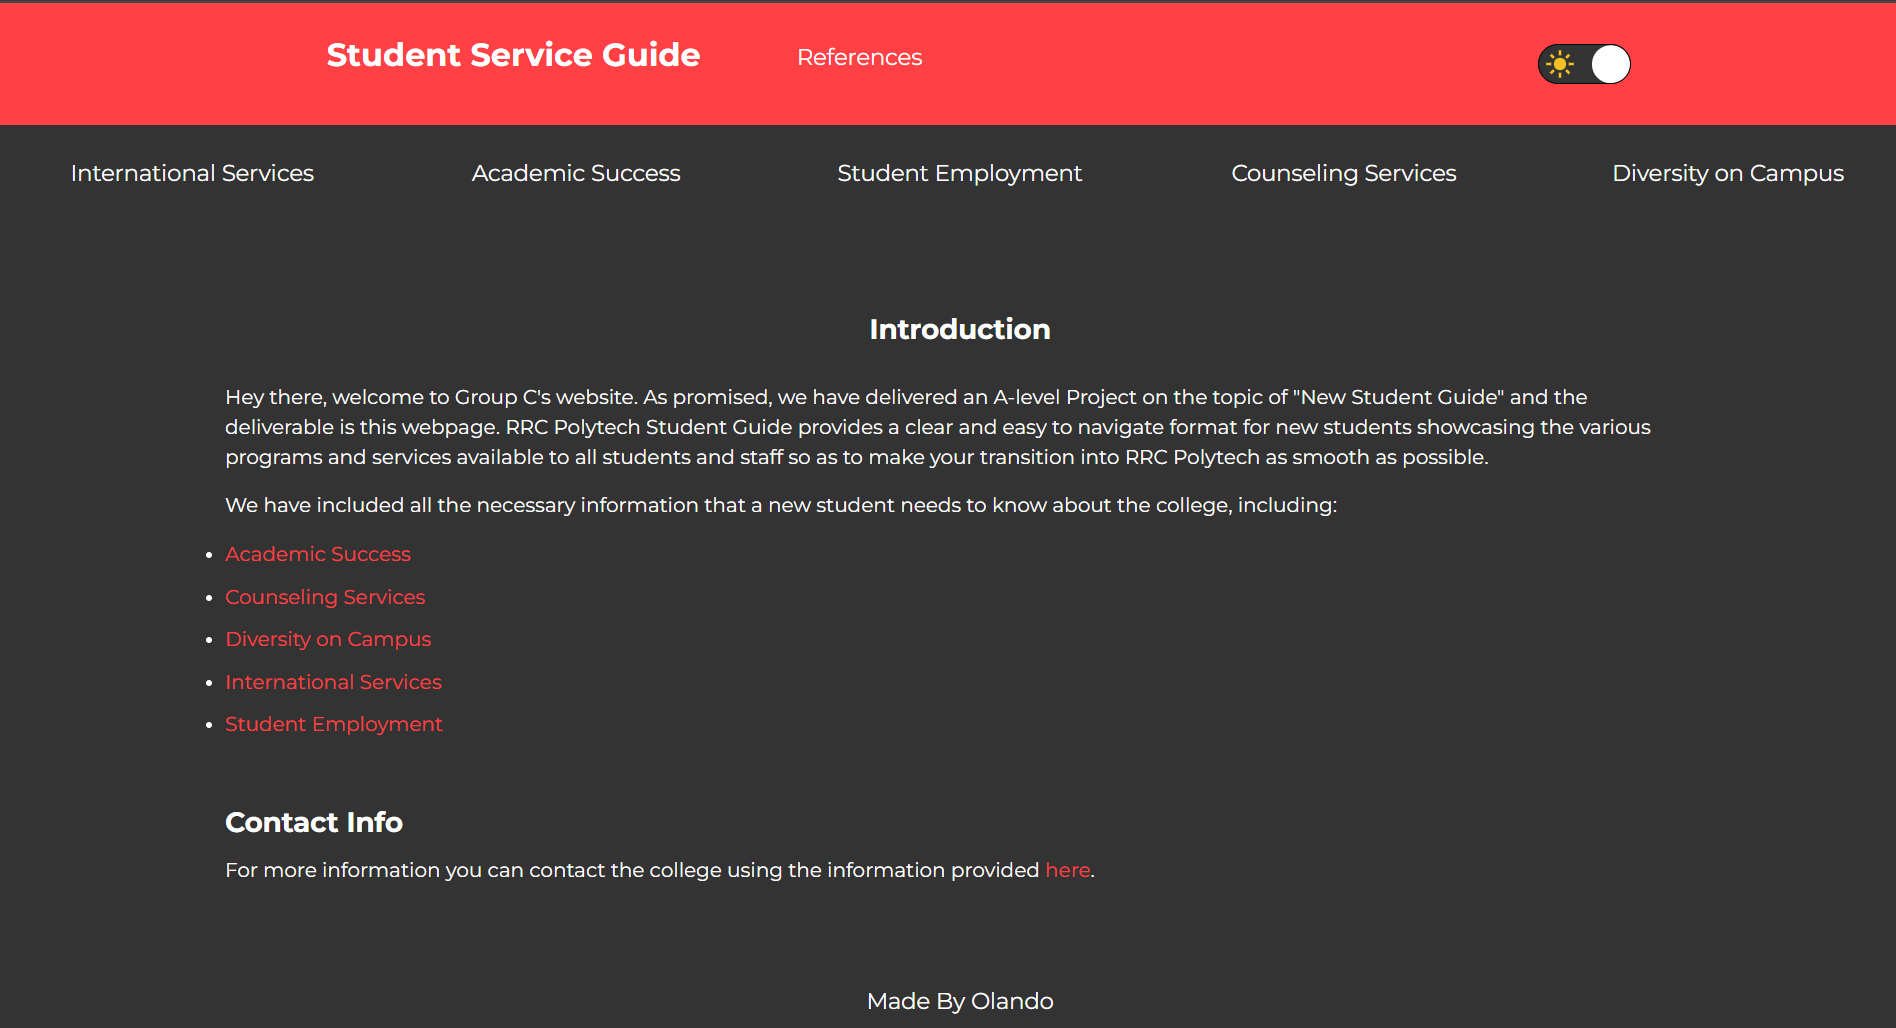 Student Service Guide
References
International Services
Academic Success
Student Employment
Counseling Services
Diversity on Campus
Introduction
Hey there, welcome to Group C's website. As promised, we have delivered an A-level Project on the topic of "New Student Guide" and the
deliverable is this webpage. RRC Polytech Student Guide provides a clear and easy to navigate format for new students showcasing the various
programs and services available to all students and staff so as to make your transition into RRC Polytech as smooth as possible.
We have included all the necessary information that a new student needs to know about the college, including:
Academic Success
Counseling Services
Diversity on Campus
International Services
Student Employment
Contact Info
For more information you can contact the college using the information provided here.
Made By Olando